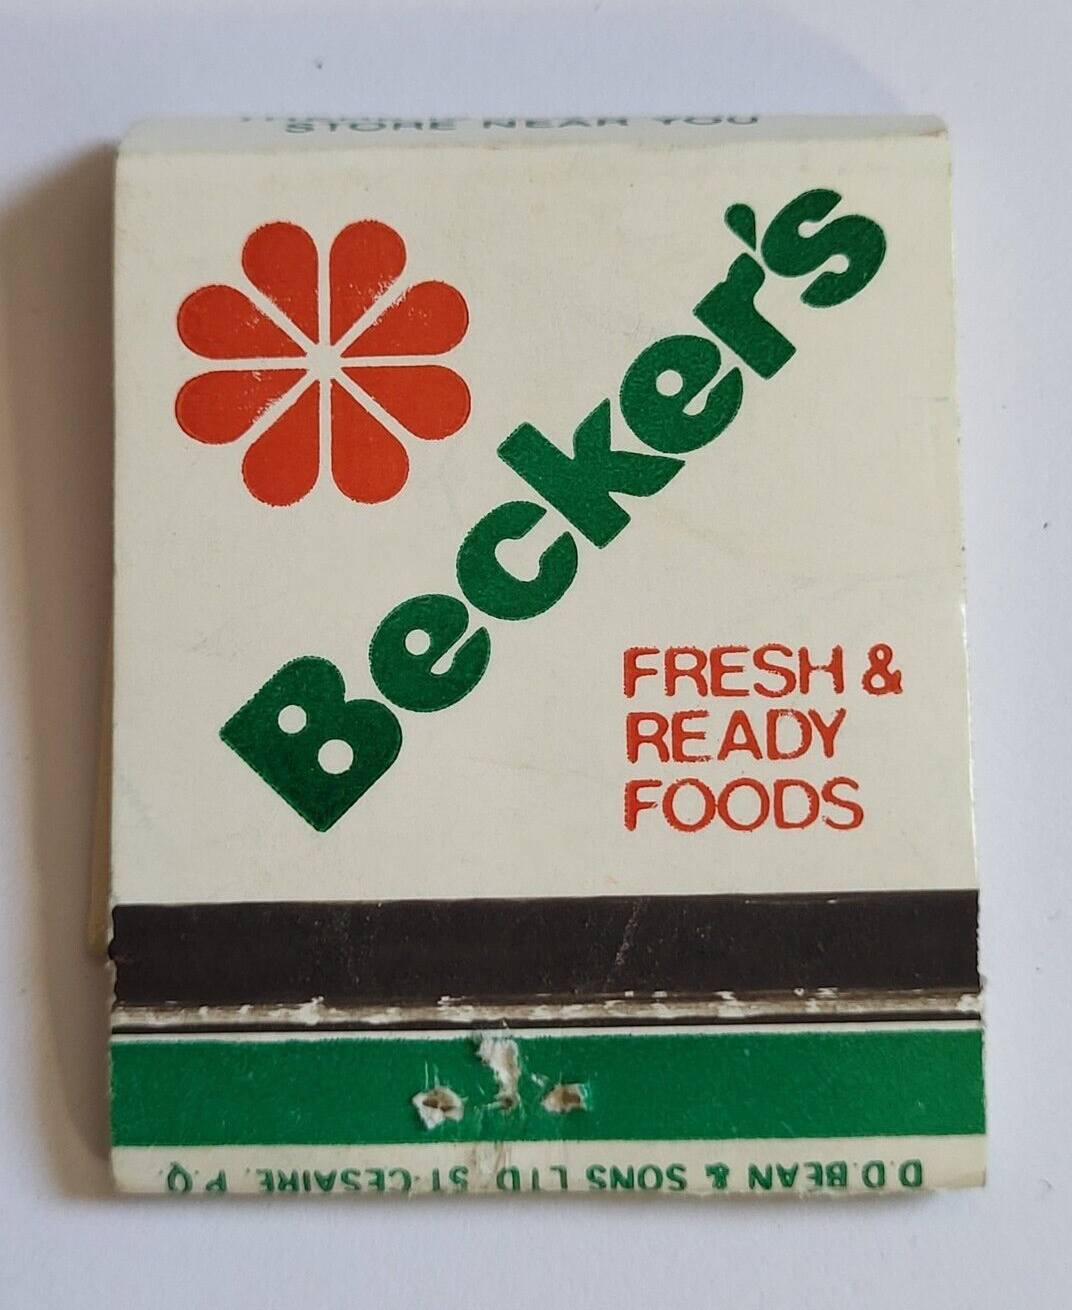 STORE NEAR YOU
Becker's
FRESH &
READY
FOODS
D.D. BEAN & SONS LTD. ST-CESAIRE, P.Q.